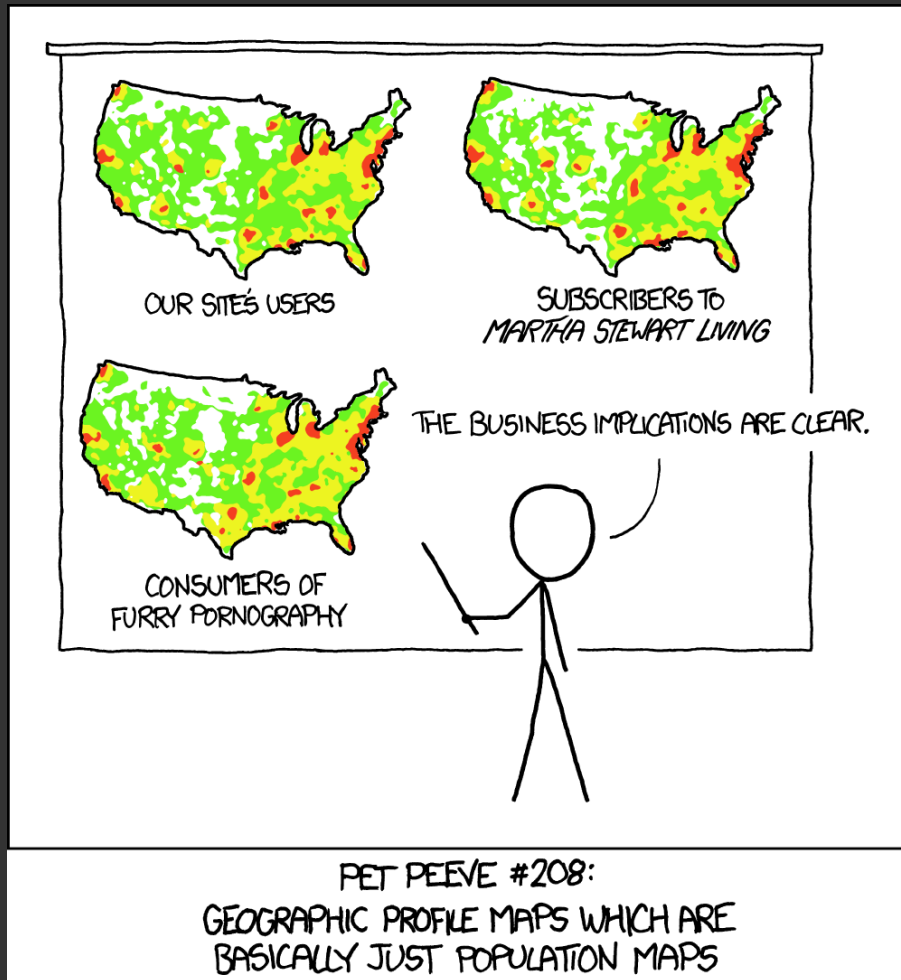 OUR SITE'S USERS
SUBSCRIBERS TO
MARTHA STEWART LIVING
CONSUMERS OF
FURRY PORNOGRAPHY
THE BUSINESS IMPLICATIONS ARE CLEAR.
PET PEEVE #208:
GEOGRAPHIC PROFILE MAPS WHICH ARE
BASICALLY JUST POPULATION MAPS